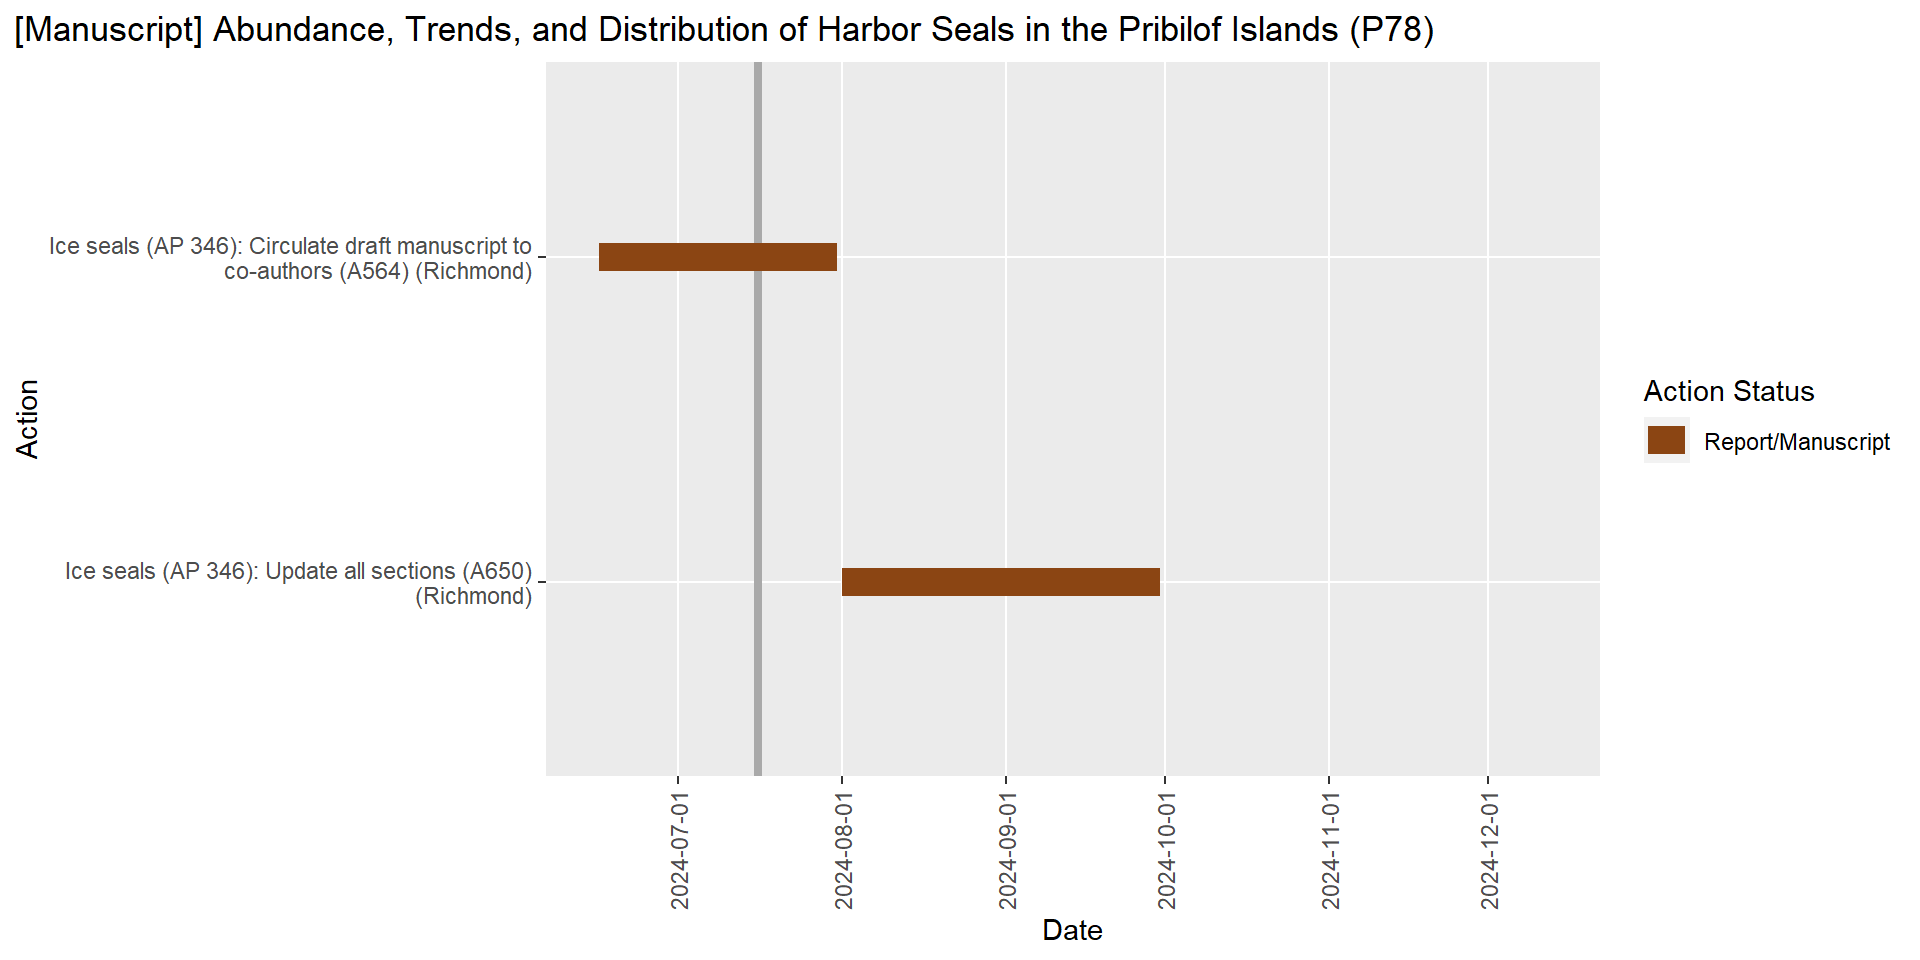 [Manuscript] Abundance, Trends, and Distribution of Harbor Seals in the Pribilof Islands (P78)
Action
Ice seals (AP 346): Circulate draft manuscript to
co-authors (A564) (Richmond)
Ice seals (AP 346): Update all sections (A650)
(Richmond)
2024-07-01
2024-08-01
2024-09-01
2024-10-01
2024-11-01
2024-12-01
Date
Action Status
Report/Manuscript